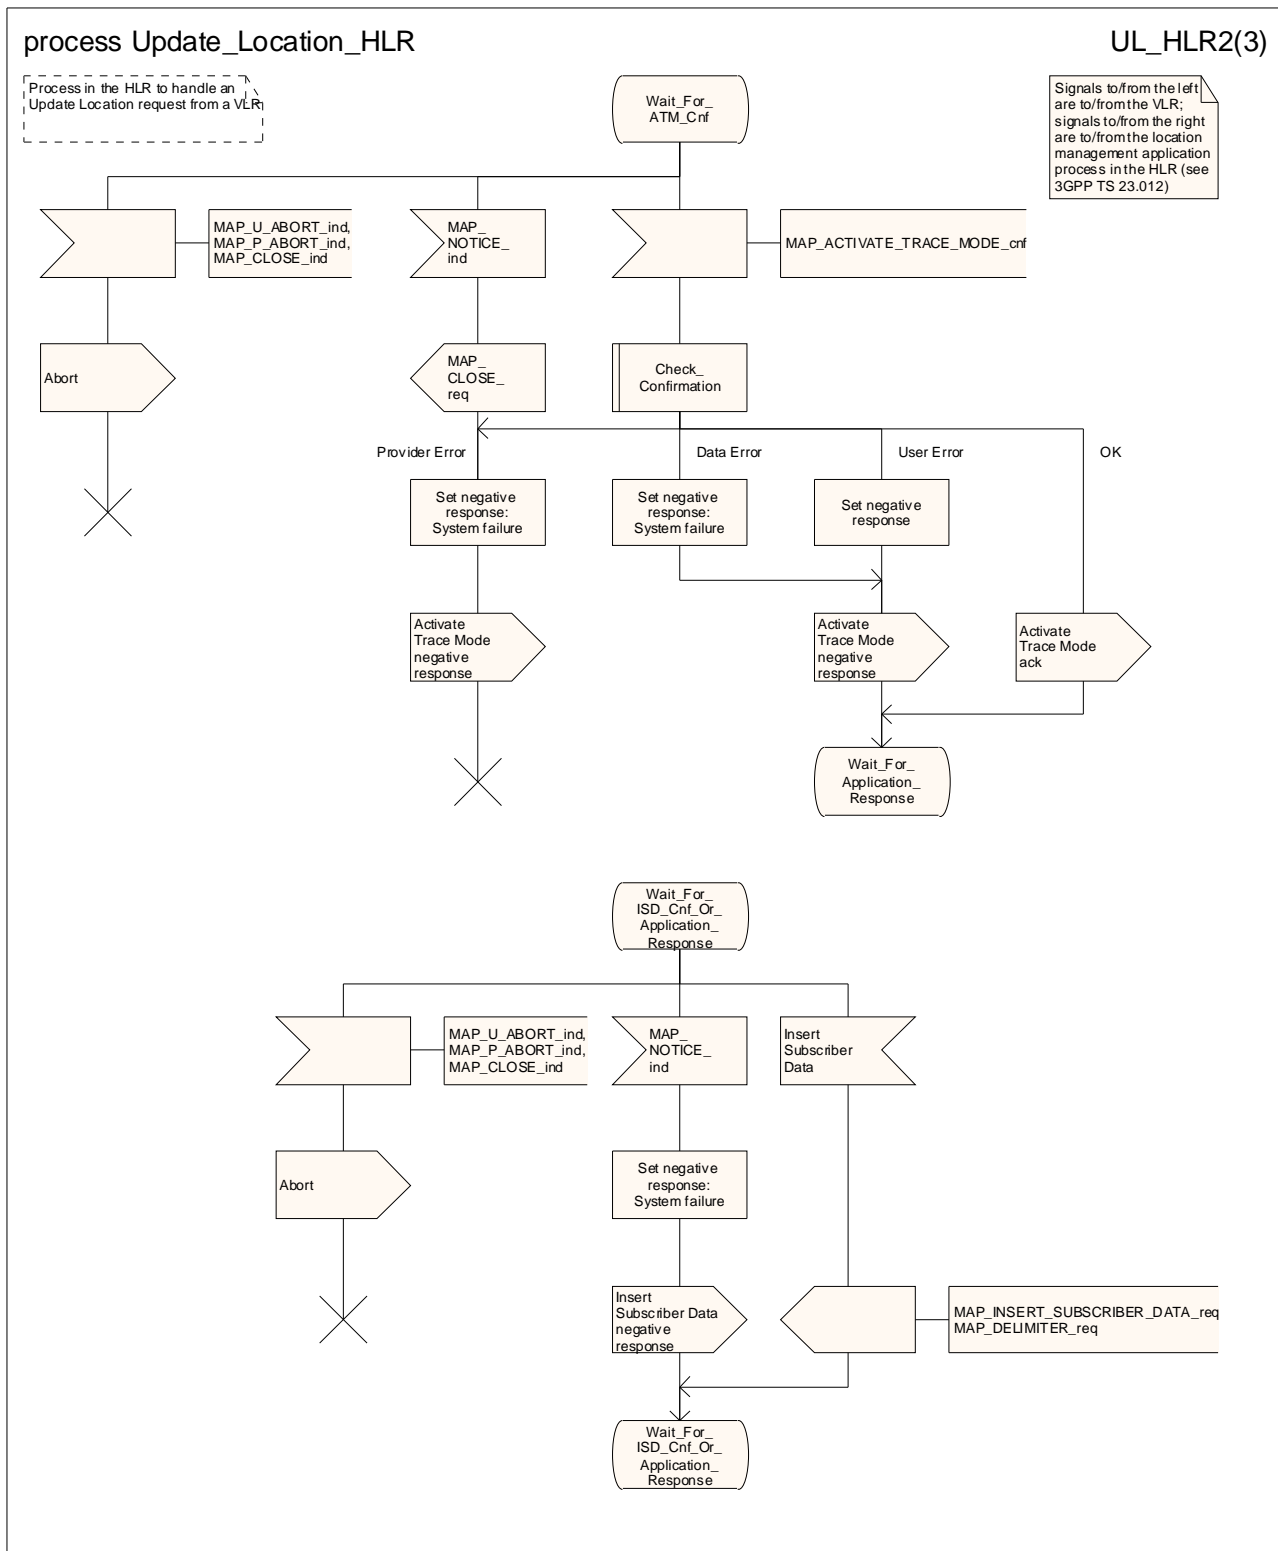 process Update_Location_HLR
UL_HLR2(3)
Process in the HLR to handle an
Update Location request from a VLR
Signals to/from the left
are to/from the VLR;
signals to/from the right
are to/from the location
management application
process in the HLR (see
3GPP TS 23.012)
Wait_For_
ATM_Cnf
MAP_U_ABORT_ind,
MAP_P_ABORT_ind,
MAP_CLOSE_ind
MAP_
NOTICE_
ind
MAP_ACTIVATE_TRACE_MODE_cnf
Abort
MAP_
CLOSE_
req
Check_
Confirmation
Provider Error
Data Error
User Error
OK
Set negative
response:
System failure
Set negative
response:
System failure
Set negative
response
Activate
Trace Mode
negative
response
Activate
Trace Mode
negative
response
Activate
Trace Mode
ack
Wait_For_
Application_
Response
Wait_For_
ISD_Cnf_Or_
Application_
Response
MAP_U_ABORT_ind,
MAP_P_ABORT_ind,
MAP_CLOSE_ind
MAP_
NOTICE_
ind
Insert
Subscriber
Data
Abort
Set negative
response:
System failure
Insert
Subscriber Data
negative
response
MAP_INSERT_SUBSCRIBER_DATA_req
MAP_DELIMITER_req
Wait_For_
ISD_Cnf_Or_
Application_
Response